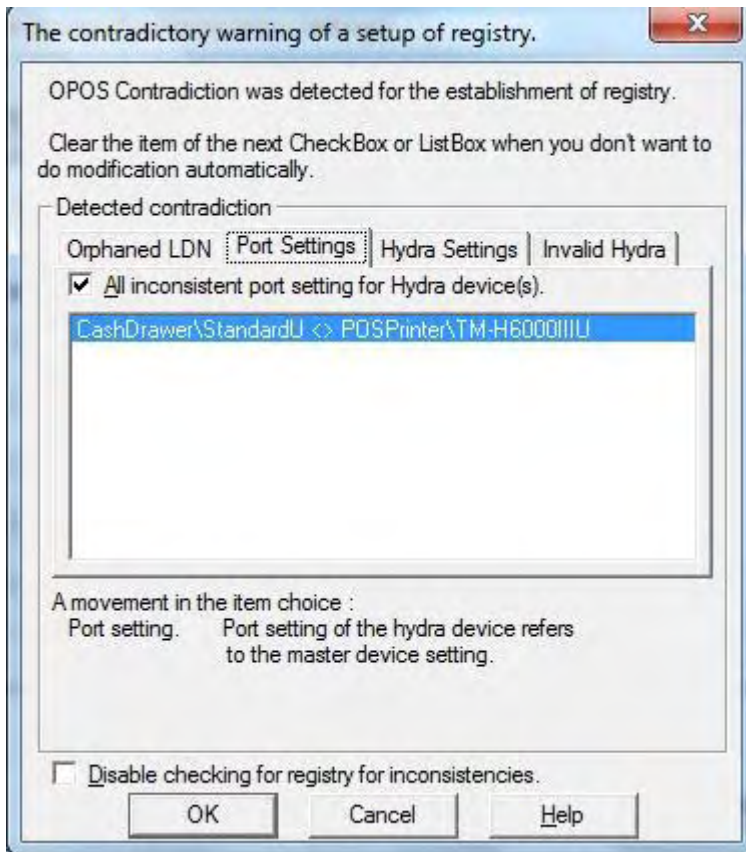 The contradictory warning of a setup of registry.
OPOS Contradiction was detected for the establishment of registry.
Clear the item of the next CheckBox or ListBox when you don't want to
do modification automatically.
Detected contradiction
Orphaned LDN Port Settings Hydra Settings Invalid Hydra
All inconsistent port setting for Hydra device(s).
CashDrawer\StandardU <> POSPrinter\TM-H6000IIIU
A movement in the item choice :
Port setting. Port setting of the hydra device refers
to the master device setting.
Disable checking for registry for inconsistencies.
OK Cancel Help